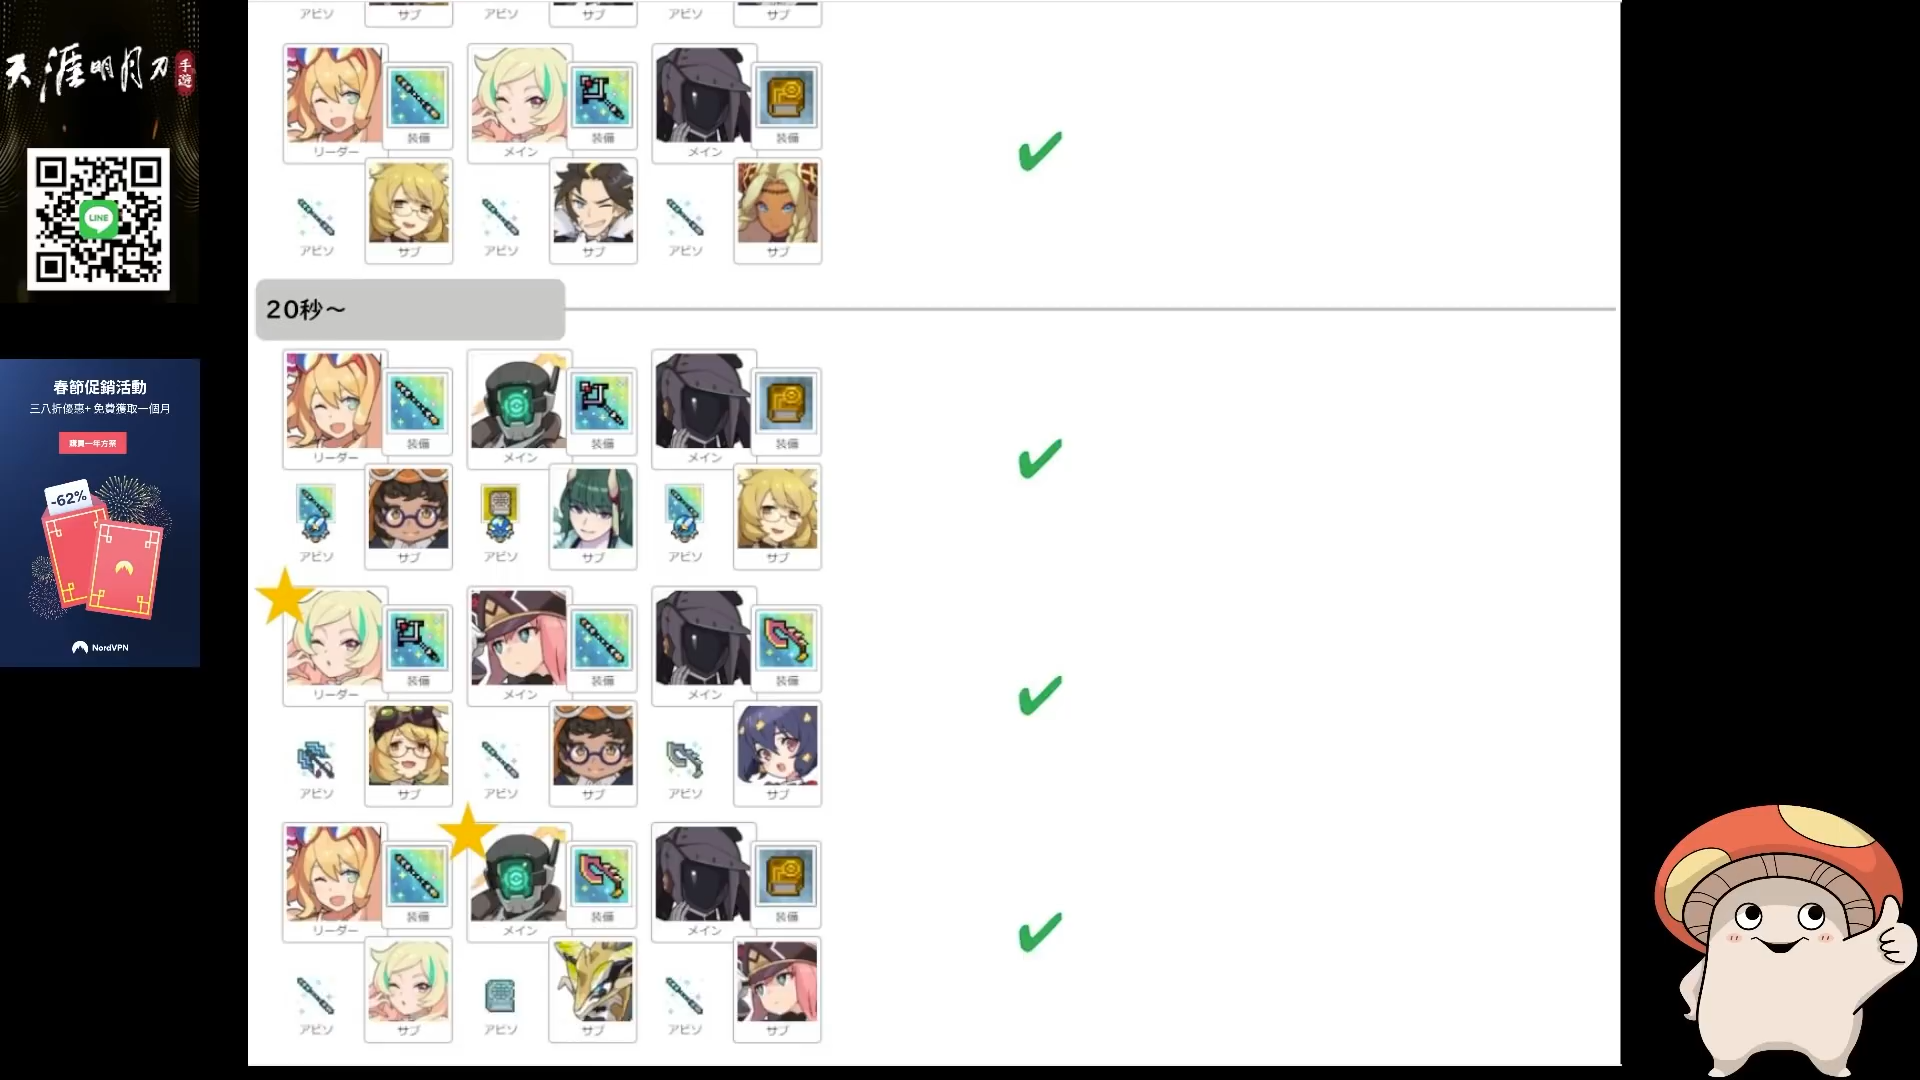 天涯明月刀
手遊
LINE
春節促銷活動
三八折優惠+ 免費獲取一個月
購買一年方案
-62%
NordVPN
アビソ
サブ
アビソ
サブ
アビソ
サブ
装備
装備
装備
リーダー
メイン
メイン
アビソ
サブ
アビソ
サブ
アビソ
サブ
20秒～
装備
装備
装備
リーダー
メイン
メイン
アビソ
サブ
アビソ
サブ
アビソ
サブ
装備
装備
装備
リーダー
メイン
メイン
アビソ
サブ
アビソ
サブ
アビソ
サブ
装備
装備
装備
リーダー
メイン
メイン
アビソ
サブ
アビソ
サブ
アビソ
サブ